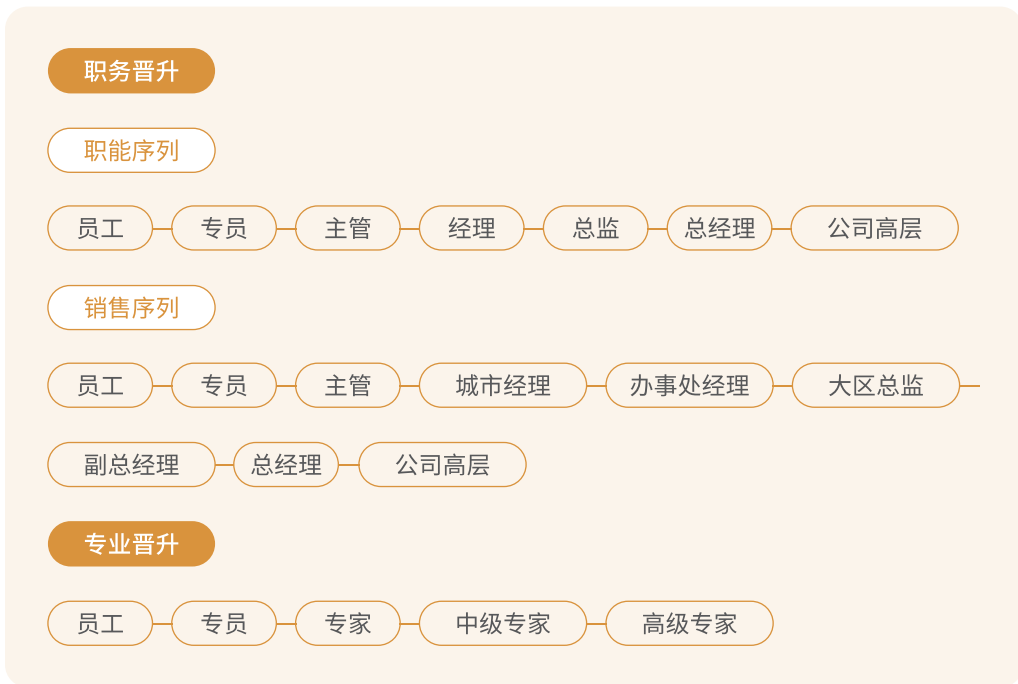 职务晋升
职能序列
员工 专员 主管 经理 总监 总经理 公司高层
销售序列
员工 专员 主管 城市经理 办事处经理 大区总监
副总经理 总经理 公司高层
专业晋升
员工 专员 专家 中级专家 高级专家